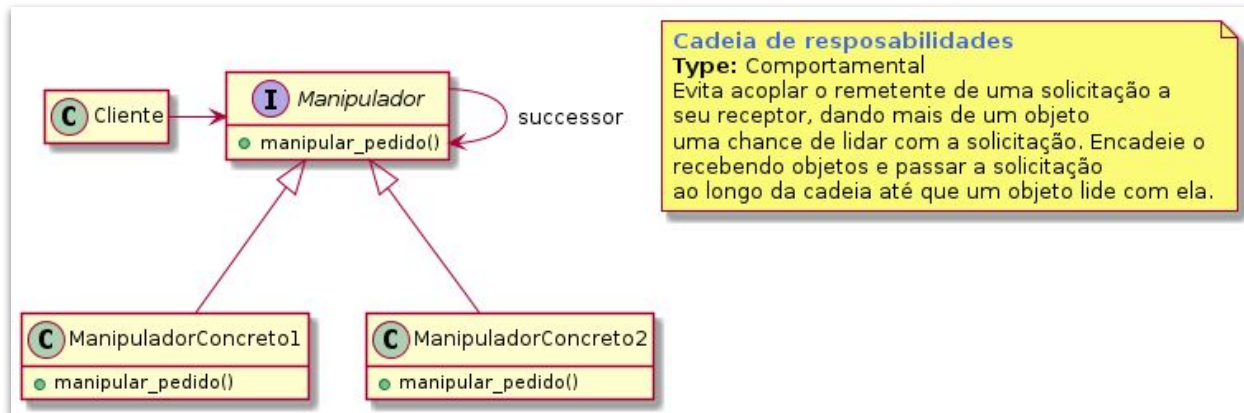 Cliente
I
Manipulador
manipular_pedido()
successor
C
C
ManipuladorConcreto1
manipular_pedido()
C
ManipuladorConcreto2
manipular_pedido()
Cadeia de resposabilidades
Type: Comportamental
Evita acoplar o remetente de uma solicitação a
seu receptor, dando mais de um objeto
uma chance de lidar com a solicitação. Encadeie o
recebendo objetos e passar a solicitação
ao longo da cadeia até que um objeto lide com ela.